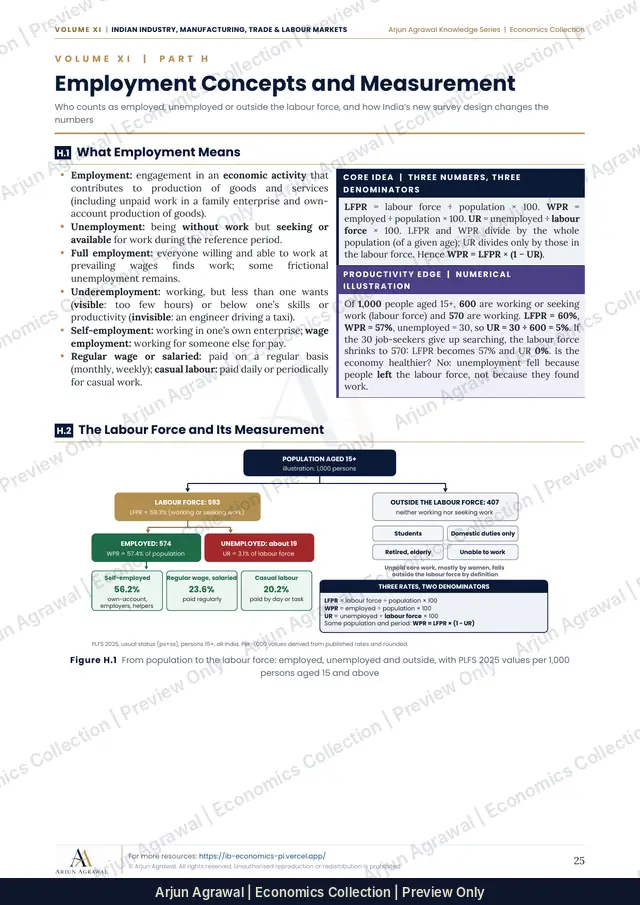 VOLUME XI | INDIAN INDUSTRY, MANUFACTURING, TRADE & LABOUR MARKETS
Arjun Agrawal Knowledge Series | Economics Collection
VOLUME XI | PART H
Employment Concepts and Measurement
Who counts as employed, unemployed or outside the labour force, and how India's new survey design changes the
numbers
H.1 What Employment Means
• Employment: engagement in an economic activity that
contributes to production of goods and services
(including unpaid work in a family enterprise and own-
account production of goods).
• Unemployment: being without work but seeking or
available for work during the reference period.
• Full employment: everyone willing and able to work at
prevailing wages finds work; some frictional
unemployment remains.
• Underemployment: working, but less than one wants
(visible: too few hours) or below one's skills or
productivity (invisible: an engineer driving a taxi).
• Self-employment: working in one's own enterprise; wage
employment: working for someone else for pay.
• Regular wage or salaried: paid on a regular basis
(monthly, weekly); casual labour: paid daily or periodically
for casual work.
CORE IDEA | THREE NUMBERS, THREE
DENOMINATORS
LFPR = labour force ÷ population × 100. WPR =
employed ÷ population × 100. UR = unemployed ÷ labour
force × 100. LFPR and WPR divide by the whole
population (of a given age); UR divides only by those in
the labour force. Hence WPR = LFPR × (1 − UR).
PRODUCTIVITY EDGE | NUMERICAL
ILLUSTRATION
Of 1,000 people aged 15+, 600 are working or seeking
work (labour force) and 570 are working. LFPR = 60%,
WPR = 57%, unemployed = 30, so UR = 30 ÷ 600 = 5%. If
the 30 job-seekers give up searching, the labour force
shrinks to 570: LFPR becomes 57% and UR 0%. Is the
economy healthier? No: unemployment fell because
people left the labour force, not because they found
work.
H.2 The Labour Force and Its Measurement
POPULATION AGED 15+
illustration: 1,000 persons
LABOUR FORCE: 593
LFPR = 59.3% (working or seeking work)
OUTSIDE THE LABOUR FORCE: 407
neither working nor seeking work
EMPLOYED: 574
WPR = 57.4% of population
UNEMPLOYED: about 19
UR = 3.1% of labour force
Students
Domestic duties only
Retired, elderly
Unable to work
Unpaid care work, mostly by women, falls
outside the labour force by definition
Self-employed
56.2%
own-account,
employers, helpers
Regular wage, salaried
23.6%
paid regularly
Casual labour
20.2%
paid by day or task
THREE RATES, TWO DENOMINATORS
LFPR = labour force ÷ population × 100
WPR = employed ÷ population × 100
UR = unemployed ÷ labour force × 100
Same population and period: WPR = LFPR × (1 − UR)
PLFS 2025, usual status (ps+ss), persons 15+, all India. Per-1,000 values derived from published rates and rounded.
Figure H.1 From population to the labour force: employed, unemployed and outside, with PLFS 2025 values per 1,000
persons aged 15 and above
ARJUN AGRAWAL
For more resources: https://ib-economics-pi.vercel.app/
© Arjun Agrawal. All rights reserved. Unauthorised reproduction or redistribution is prohibited.
25
Arjun Agrawal | Economics Collection | Preview Only